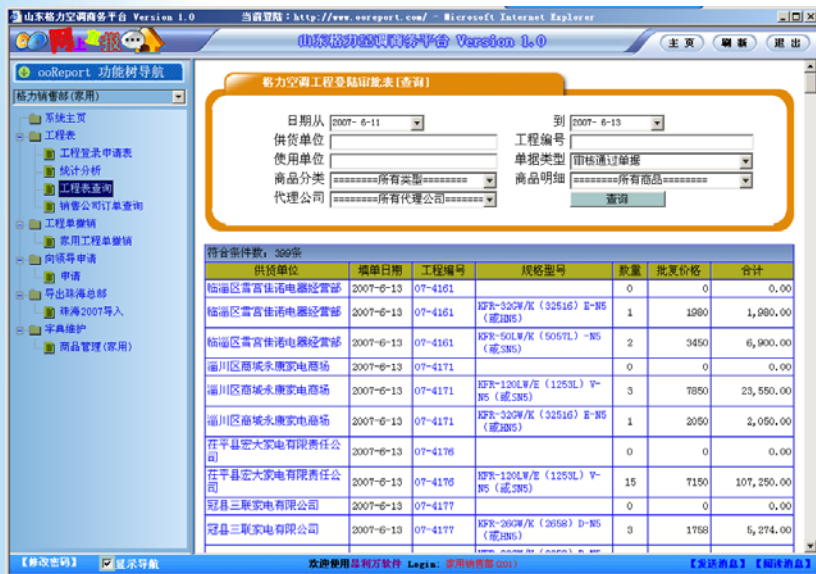 山东格力空调商务平台 Version 1.0 当前登陆：http://www.ooreport.com/ - Microsoft Internet Explorer
网上报
山东格力空调商务平台 Version 1.0
主 页 刷 新 退 出
ooReport 功能树导航
格力销售部(家用)
系统主页
工程表
工程登录申请表
统计分析
工程表查询
销售公司订单查询
工程单撤销
家用工程单撤销
向领导申请
申请
导出珠海总部
珠海2007导入
字典维护
商品管理(家用)
格力空调工程登陆审批表[查询]
日期从 2007- 6-11 到 2007- 6-13
供货单位 工程编号
使用单位 单据类型 审核通过单据
商品分类 ========所有类型======== 商品明细 ========所有商品========
代理公司 ========所有代理公司======= 查询
符合条件数: 399条
供货单位 填单日期 工程编号 规格型号 数量 批复价格 合计
临淄区雪宫佳诺电器经营部 2007-6-13 07-4161 0 0 0.00
临淄区雪宫佳诺电器经营部 2007-6-13 07-4161 KFR-32GW/K (32516) E-N5 1 1980 1,980.00
(或HN5)
临淄区雪宫佳诺电器经营部 2007-6-13 07-4161 KFR-50LW/K (5057L) -N5 2 3450 6,900.00
(或SN5)
淄川区商城永康家电商场 2007-6-13 07-4171 0 0 0.00
淄川区商城永康家电商场 2007-6-13 07-4171 KFR-120LW/E (1253L) V- 3 7850 23,550.00
N5 (或SN5)
淄川区商城永康家电商场 2007-6-13 07-4171 KFR-32GW/K (32516) E-N5 1 2050 2,050.00
(或HN5)
茌平县宏大家电有限责任公 2007-6-13 07-4176 0 0 0.00
司
茌平县宏大家电有限责任公 2007-6-13 07-4176 KFR-120LW/E (1253L) V- 15 7150 107,250.00
司 N5 (或SN5)
冠县三联家电有限公司 2007-6-13 07-4177 0 0 0.00
冠县三联家电有限公司 2007-6-13 07-4177 KFR-26GW/K (2658) D-N5 3 1758 5,274.00
(或HN5)
【修改密码】 显示导航 欢迎使用昂利万软件 Login: 家用销售部(201) 【发送消息】【阅读消息】